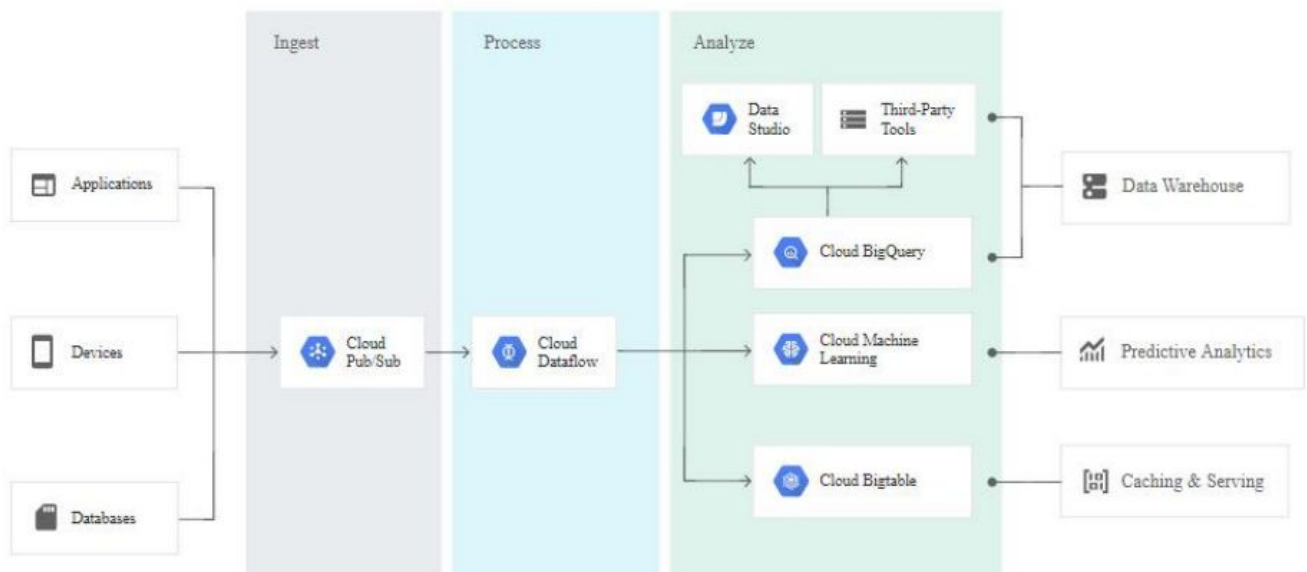 Ingest
Process
Analyze
Data
Studio
Third-Party
Tools
Applications
Data Warehouse
Cloud BigQuery
Devices
Cloud
Pub/Sub
Cloud
Dataflow
Cloud Machine
Learning
Predictive Analytics
Databases
Cloud Bigtable
Caching & Serving